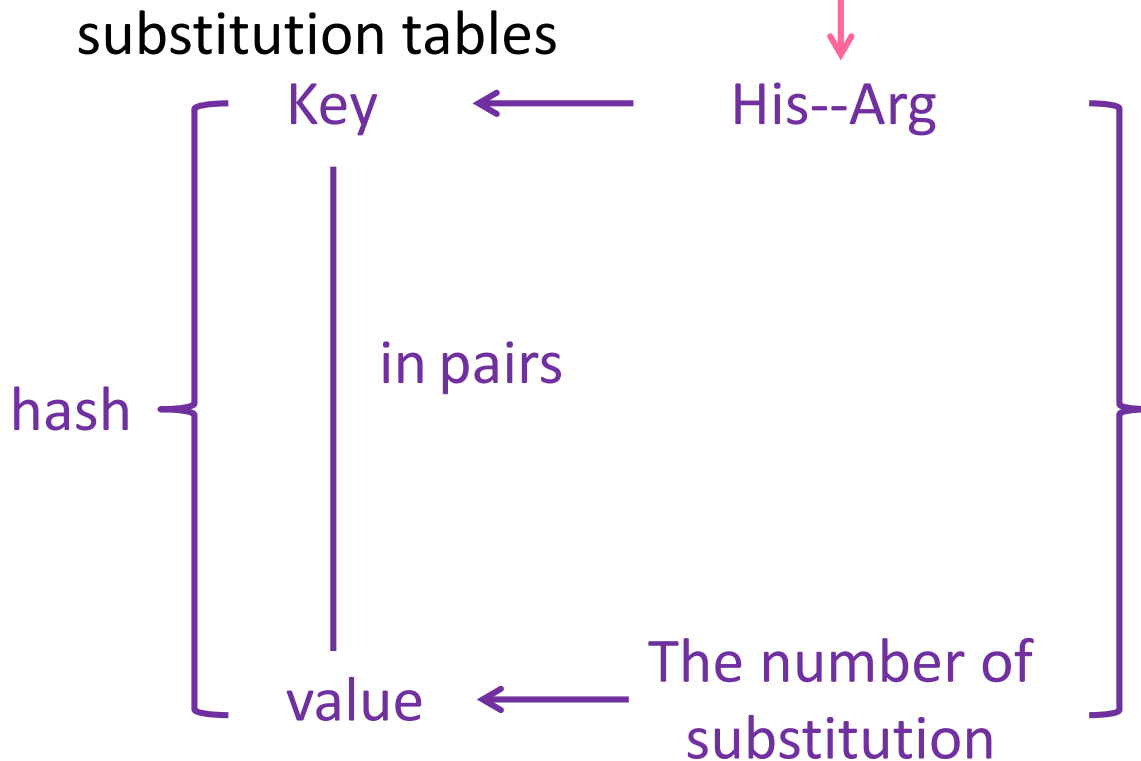 substitution tables
Key
His--Arg
in pairs
hash
value
The number of
substitution